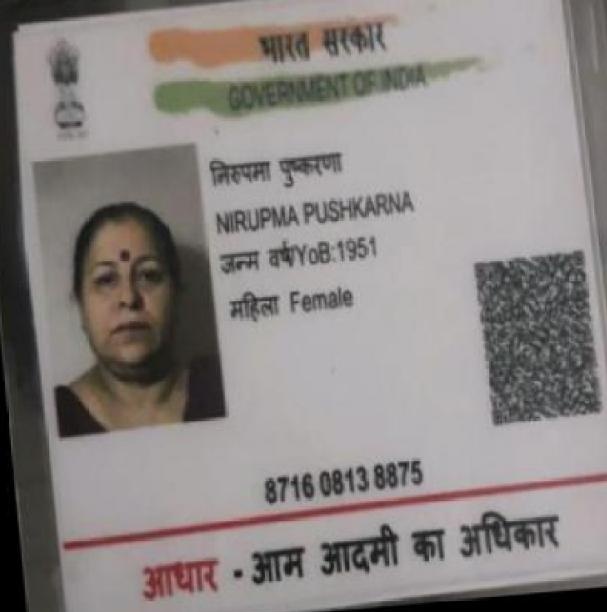 भारत सरकार
GOVERNMENT OF INDIA
निरुपमा पुष्करणा
NIRUPMA PUSHKARNA
जन्म वर्ष/YoB:1951
महिला Female
8716 0813 8875
आधार - आम आदमी का अधिकार